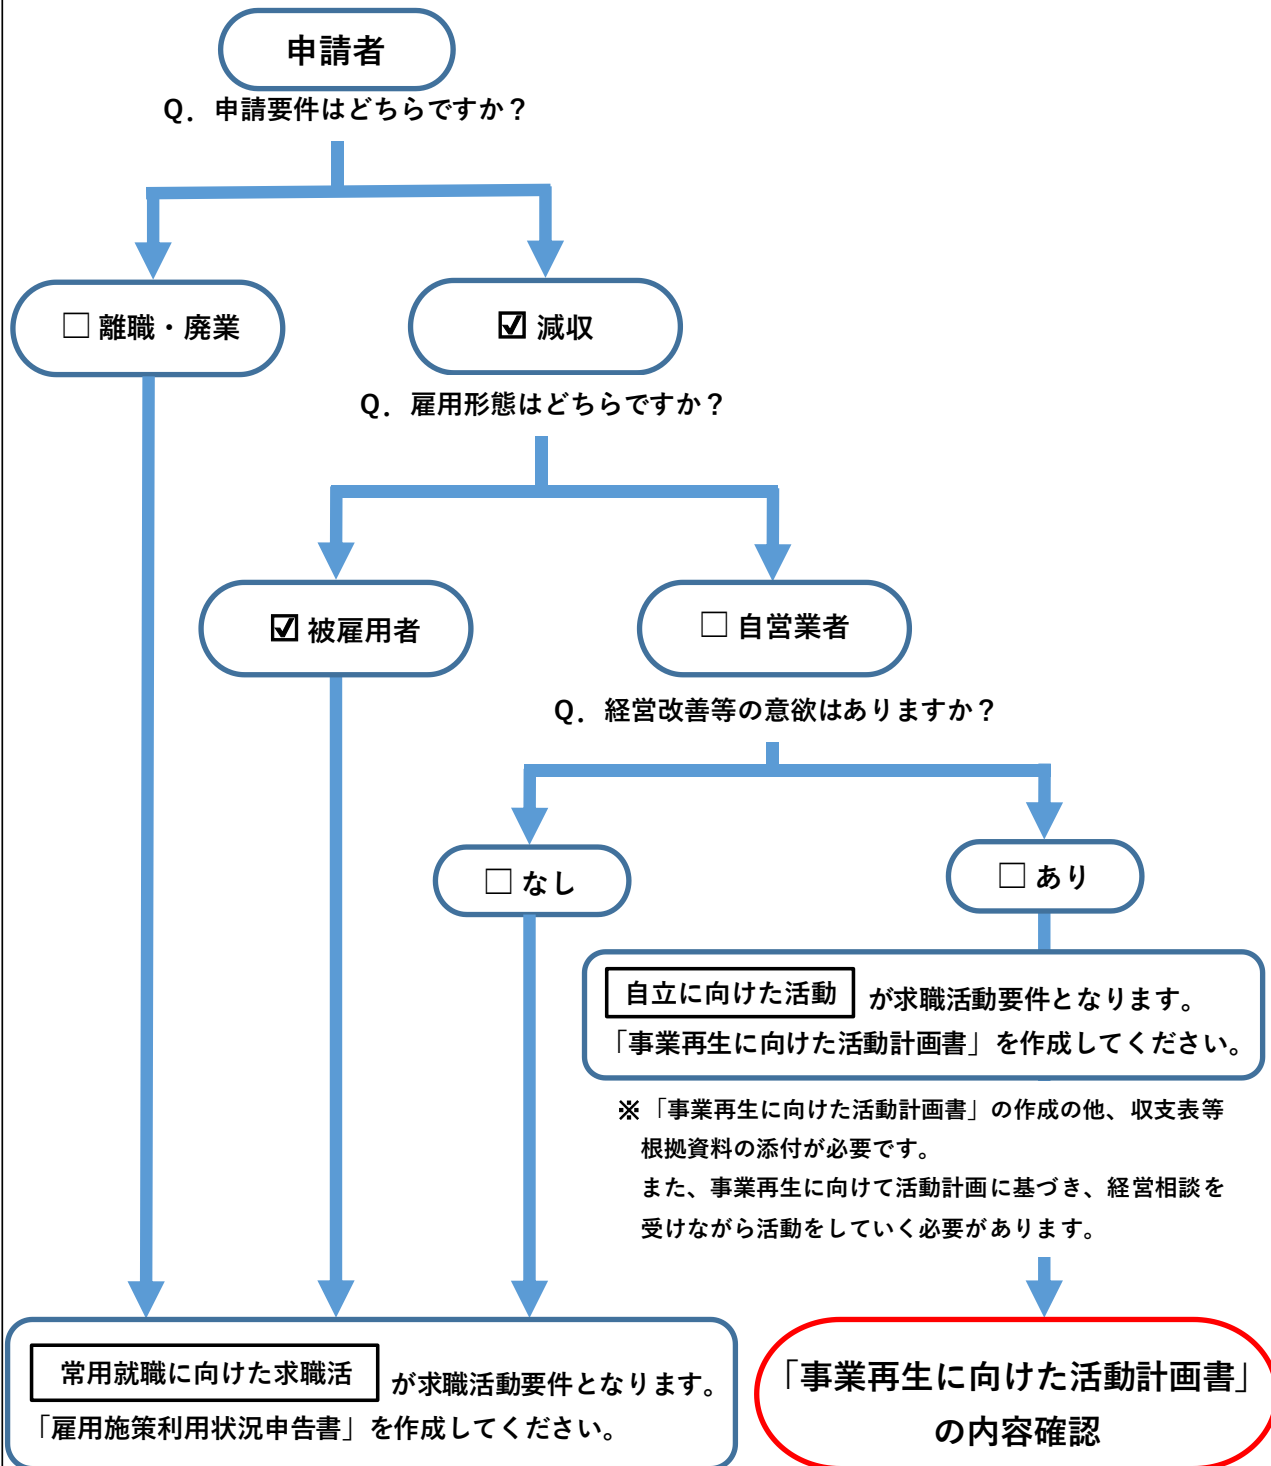 申請者
Q．申請要件はどちらですか？
□ 離職・廃業
☑ 減収
Q．雇用形態はどちらですか？
☑ 被雇用者
□ 自営業者
Q．経営改善等の意欲はありますか？
□ なし
□ あり
自立に向けた活動 が求職活動要件となります。
「事業再生に向けた活動計画書」を作成してください。
※「事業再生に向けた活動計画書」の作成の他、収支表等
根拠資料の添付が必要です。
また、事業再生に向けて活動計画に基づき、経営相談を
受けながら活動をしていく必要があります。
常用就職に向けた求職活 が求職活動要件となります。
「雇用施策利用状況申告書」を作成してください。
「事業再生に向けた活動計画書」
の内容確認